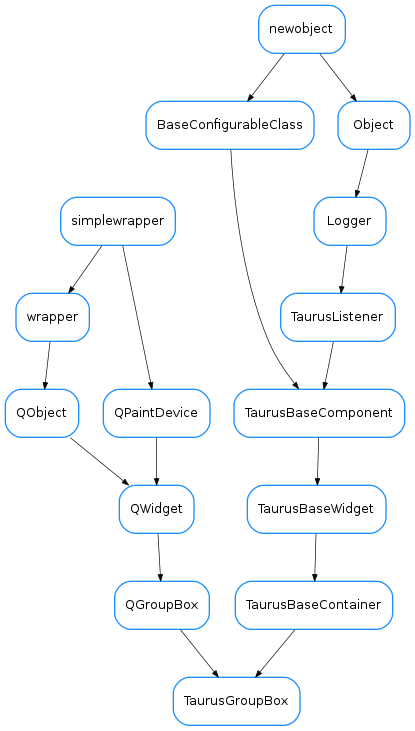 newobject
BaseConfigurableClass
Object
simplewrapper
Logger
wrapper
TaurusListener
QObject
QPaintDevice
TaurusBaseComponent
QWidget
TaurusBaseWidget
QGroupBox
TaurusBaseContainer
TaurusGroupBox